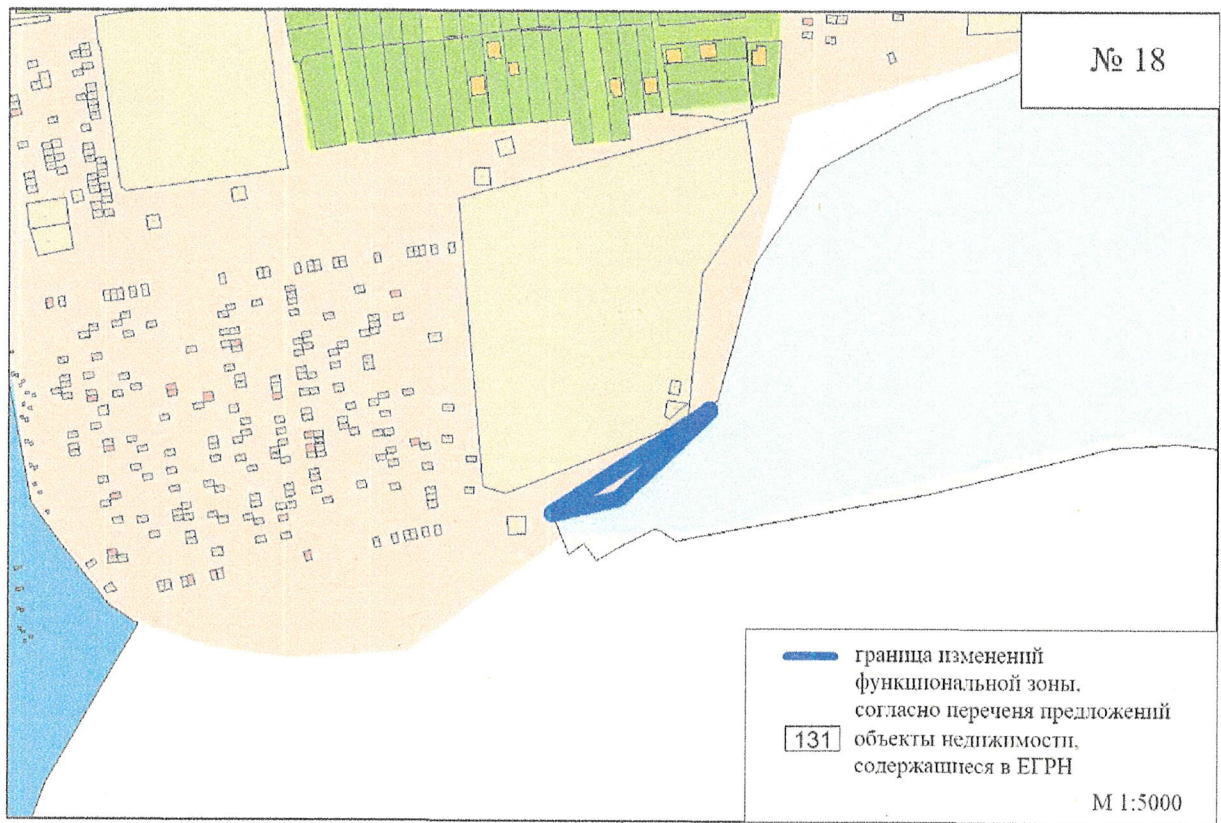 № 18
граница изменений
функциональной зоны,
согласно переченя предложений
131 объекты недвижимости,
содержащиеся в ЕГРН
М 1:5000